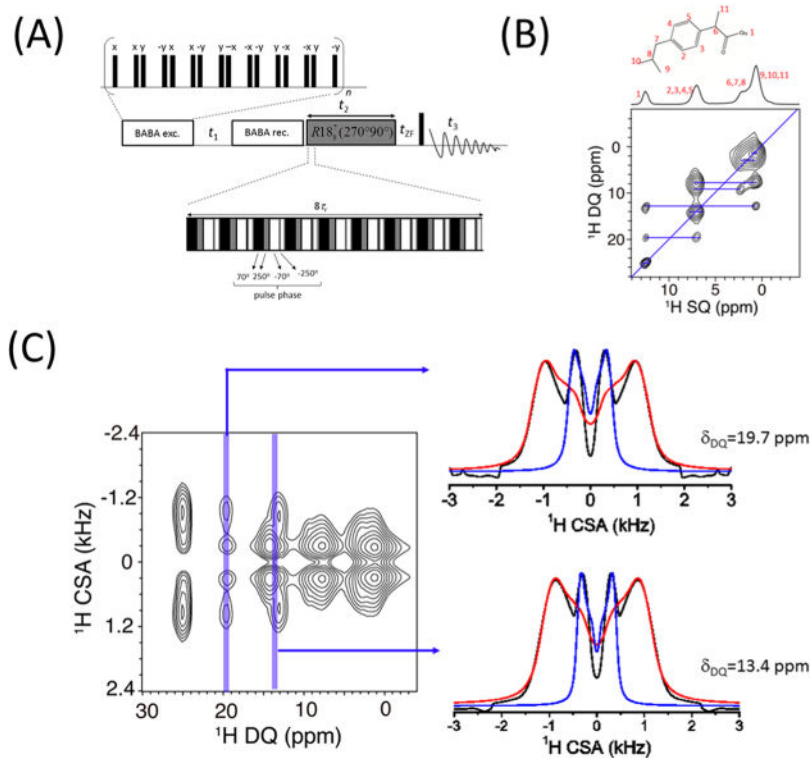 (A)
x x y -y x x -y y -y y –x -x -y y -x x y -y
n
t2
BABA exc.
t1
BABA rec.
(270°90°)
tZF
t3
8τr
70° 250° -70° -250°
pulse phase
(B)
11
4
5
6
1
7
3
8
2
10
9
1
2,3,4,5
6,7,8
9,10,11
¹H DQ (ppm)
0
10
20
10 5 0
¹H SQ (ppm)
(C)
¹H CSA (kHz)
-2.4
-1.2
0
1.2
2.4
30 20 10 0
¹H DQ (ppm)
δDQ=19.7 ppm
-3 -2 -1 0 1 2 3
¹H CSA (kHz)
δDQ=13.4 ppm
-3 -2 -1 0 1 2 3
¹H CSA (kHz)